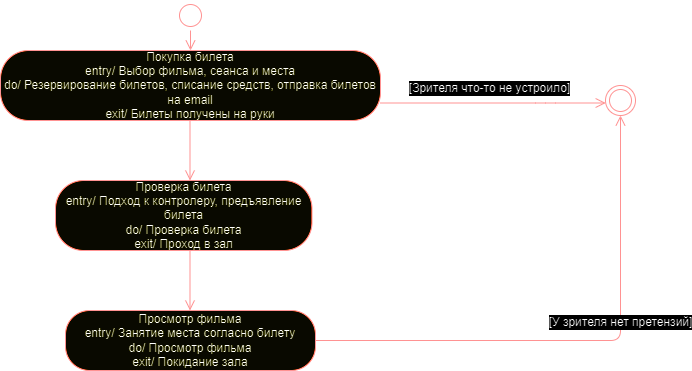 Покупка билета
entry/ Выбор фильма, сеанса и места
do/ Резервирование билетов, списание средств, отправка билетов
на email
exit/ Билеты получены на руки
[Зрителя что-то не устроило]
Проверка билета
entry/ Подход к контролеру, предъявление
билета
do/ Проверка билета
exit/ Проход в зал
Просмотр фильма
entry/ Занятие места согласно билету
do/ Просмотр фильма
exit/ Покидание зала
[У зрителя нет претензий]